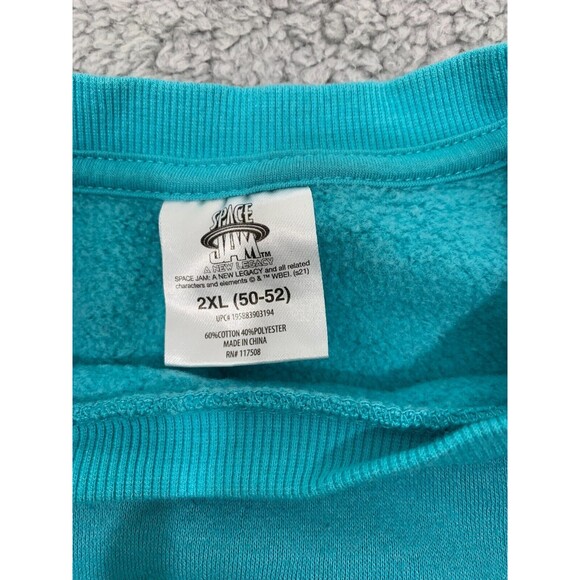 SPACE
JAM™
A NEW LEGACY
SPACE JAM: A NEW LEGACY and all related
characters and elements © & ™ WBEI. (s21)
2XL (50-52)
UPC# 195883903194
60%COTTON 40%POLYESTER
MADE IN CHINA
RN# 117508